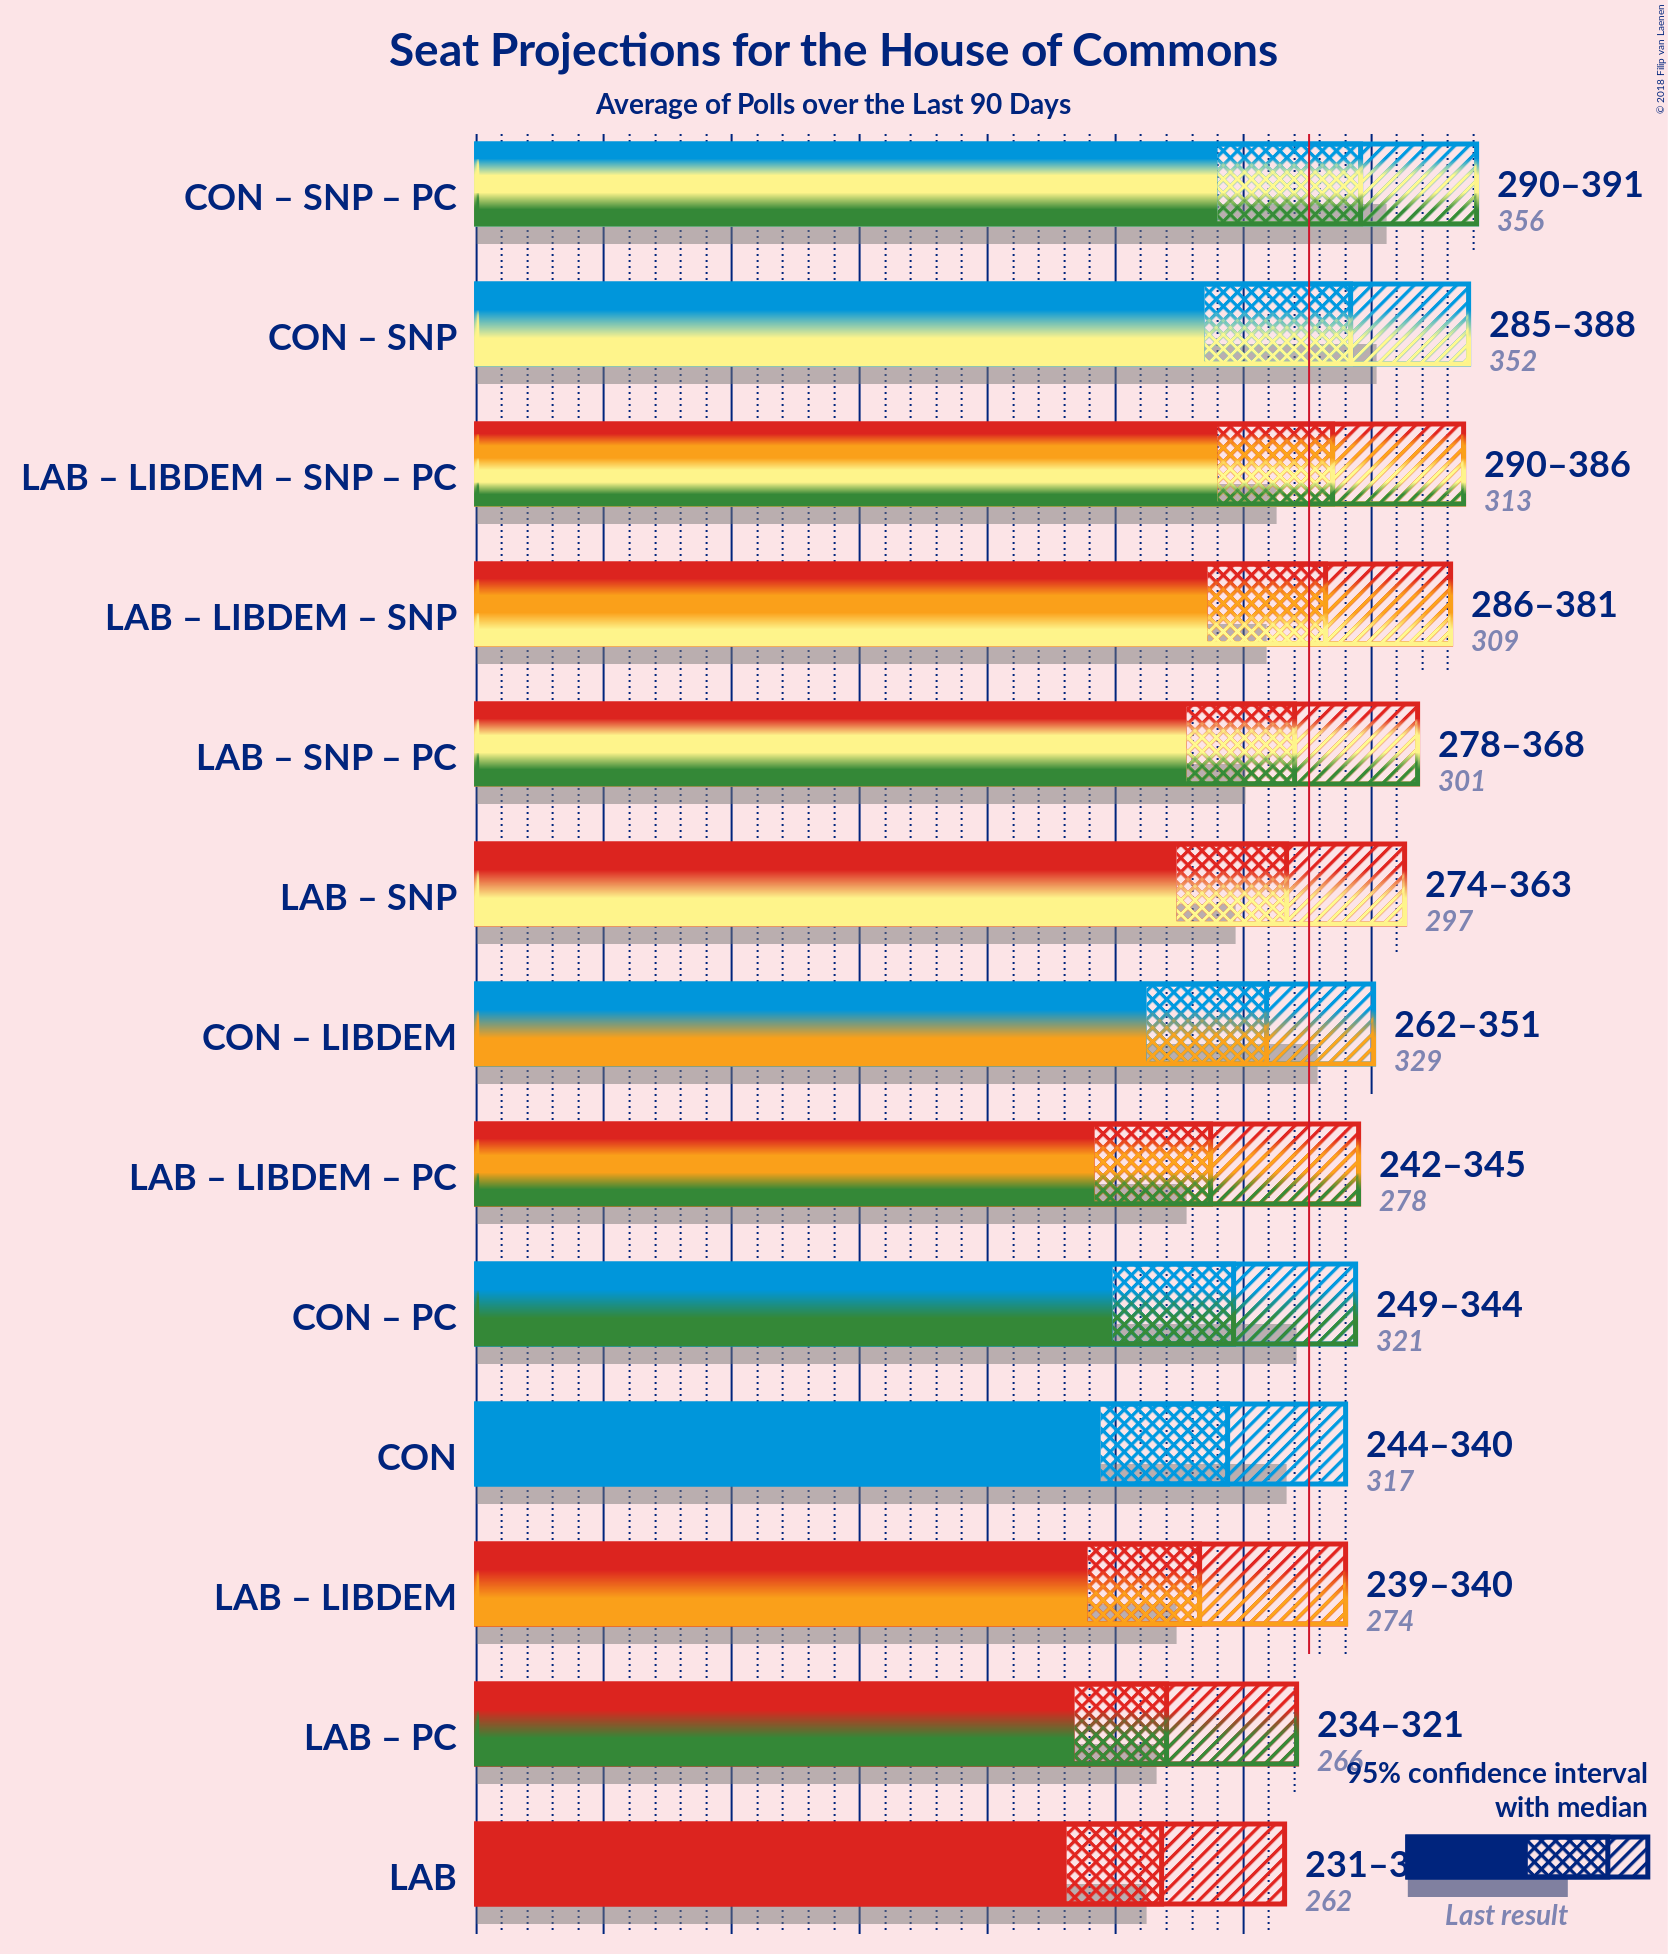 Seat Projections for the House of Commons
Average of Polls over the Last 90 Days
© 2018 Filip van Laenen
CON – SNP – PC
290–391
356
CON – SNP
285–388
352
LAB – LIBDEM – SNP – PC
290–386
313
LAB – LIBDEM – SNP
286–381
309
LAB – SNP – PC
278–368
301
LAB – SNP
274–363
297
CON – LIBDEM
262–351
329
LAB – LIBDEM – PC
242–345
278
CON – PC
249–344
321
CON
244–340
317
LAB – LIBDEM
239–340
274
LAB – PC
234–321
266
95% confidence interval
with median
LAB
231–3
262
Last result